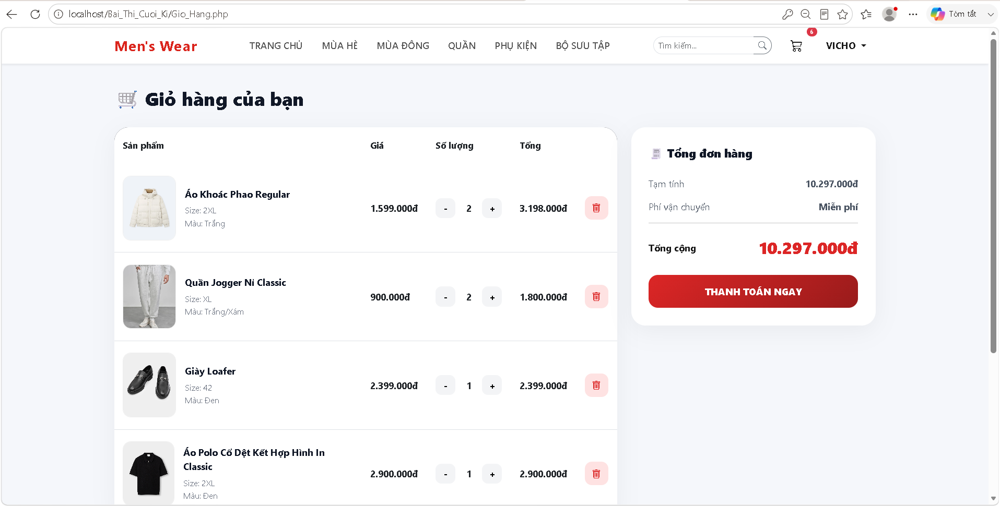 localhost/Bai_Thi_Cuoi_Ki/Gio_Hang.php
Tóm tắt
Men's Wear
TRANG CHỦ
MÙA HÈ
MÙA ĐÔNG
QUẦN
PHỤ KIỆN
BỘ SƯU TẬP
Tìm kiếm...
6
VICHO
Giỏ hàng của bạn
Sản phẩm Giá Số lượng Tổng
Áo Khoác Phao Regular
Size: 2XL
Màu: Trắng
1.599.000đ - 2 + 3.198.000đ
Quần Jogger Nỉ Classic
Size: XL
Màu: Trắng/Xám
900.000đ - 2 + 1.800.000đ
Giày Loafer
Size: 42
Màu: Đen
2.399.000đ - 1 + 2.399.000đ
Áo Polo Cổ Dệt Kết Hợp Hình In
Classic
Size: 2XL
Màu: Đen
2.900.000đ - 1 + 2.900.000đ
Tổng đơn hàng
Tạm tính 10.297.000đ
Phí vận chuyển Miễn phí
Tổng cộng 10.297.000đ
THANH TOÁN NGAY